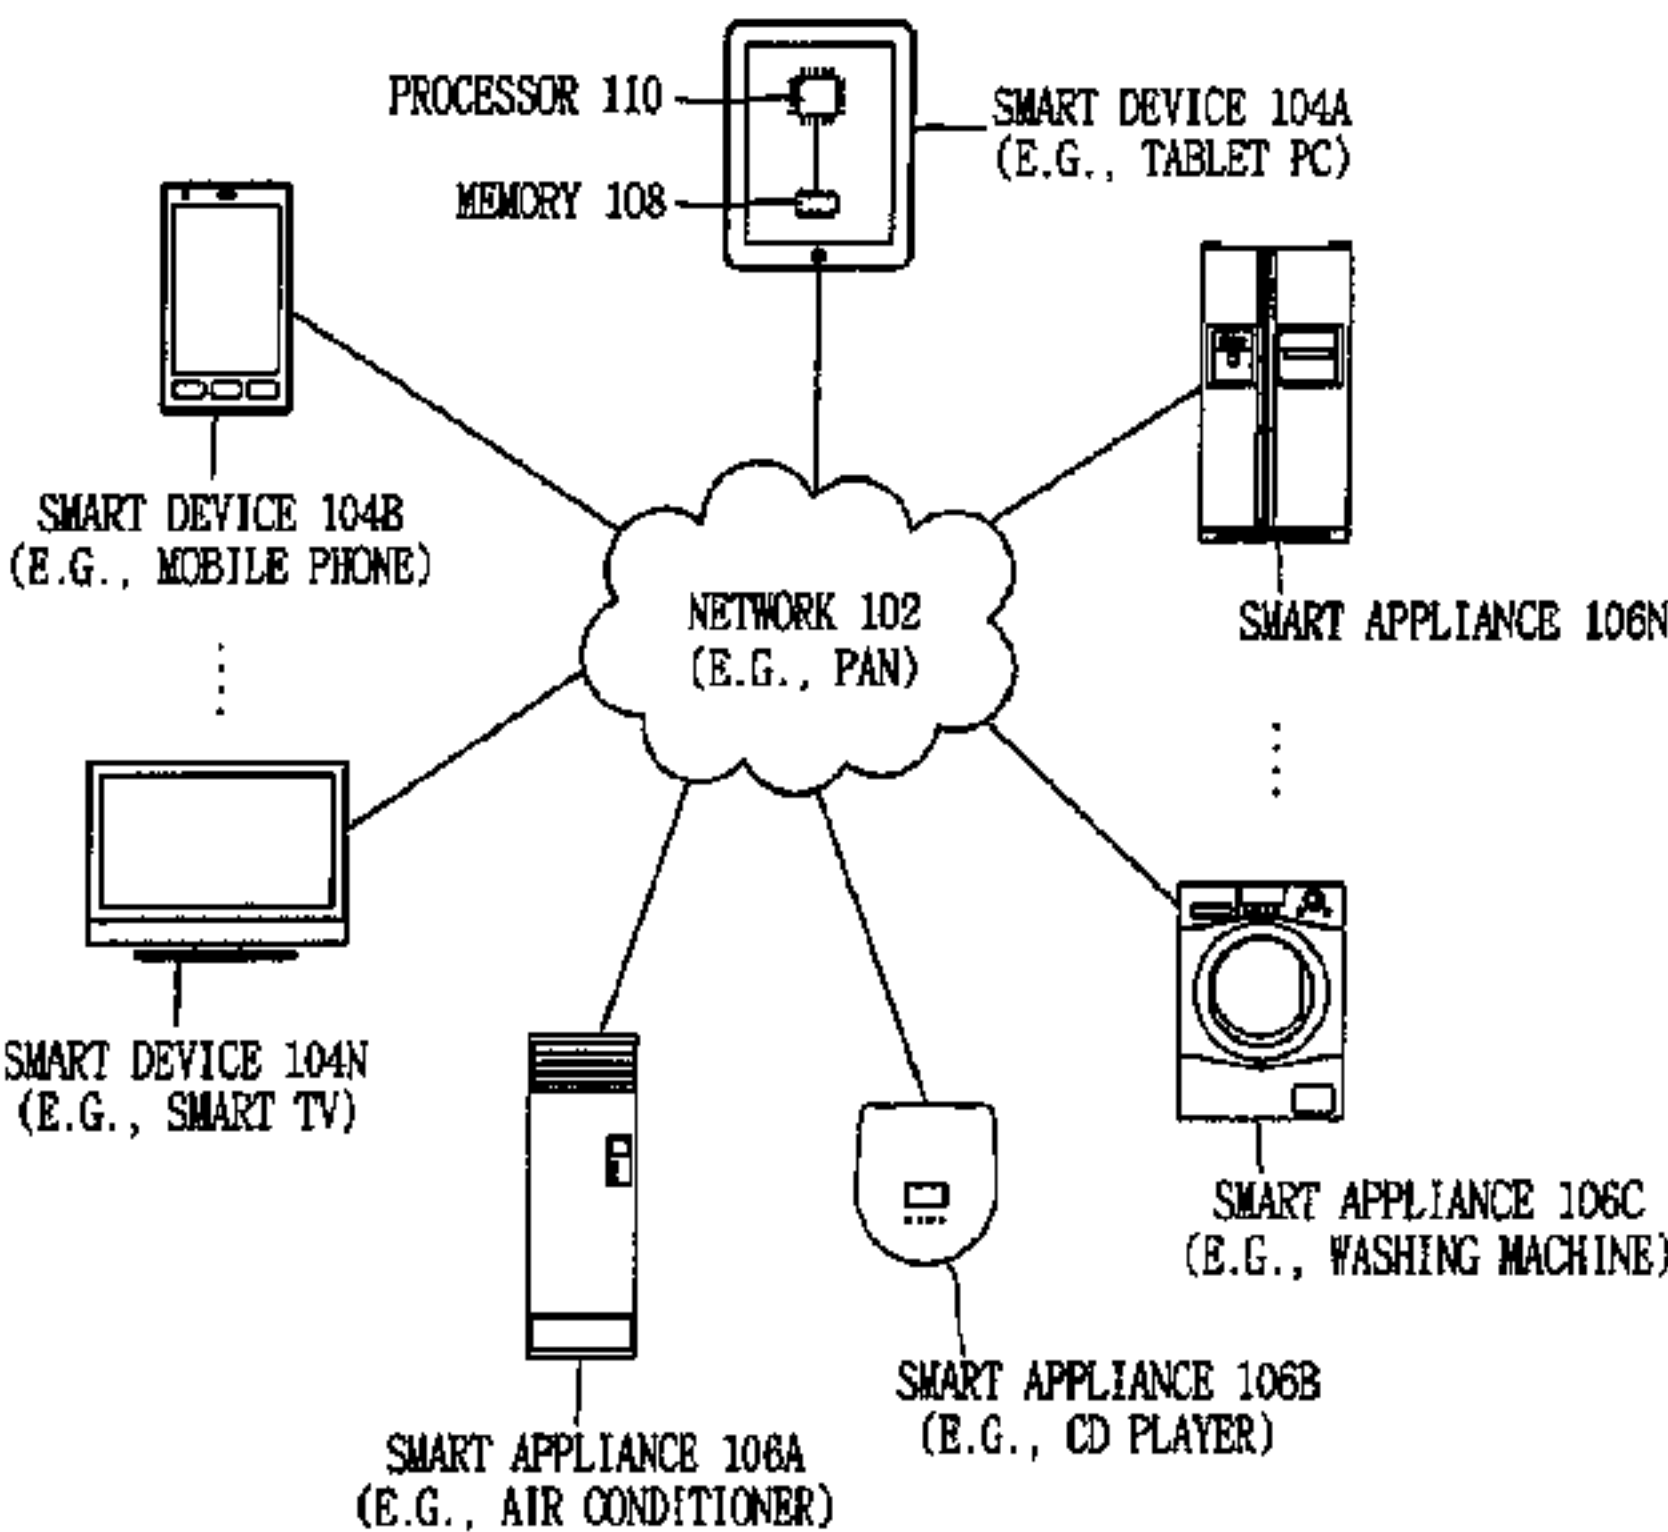 PROCESSOR 110
SMART DEVICE 104A
(E.G., TABLET PC)
MEMORY 108
SMART DEVICE 104B
(E.G., MOBILE PHONE)
NETWORK 102
(E.G., PAN)
SMART APPLIANCE 106N
SMART DEVICE 104N
(E.G., SMART TV)
SMART APPLIANCE 106C
(E.G., WASHING MACHINE)
SMART APPLIANCE 106B
(E.G., CD PLAYER)
SMART APPLIANCE 106A
(E.G., AIR CONDITIONER)